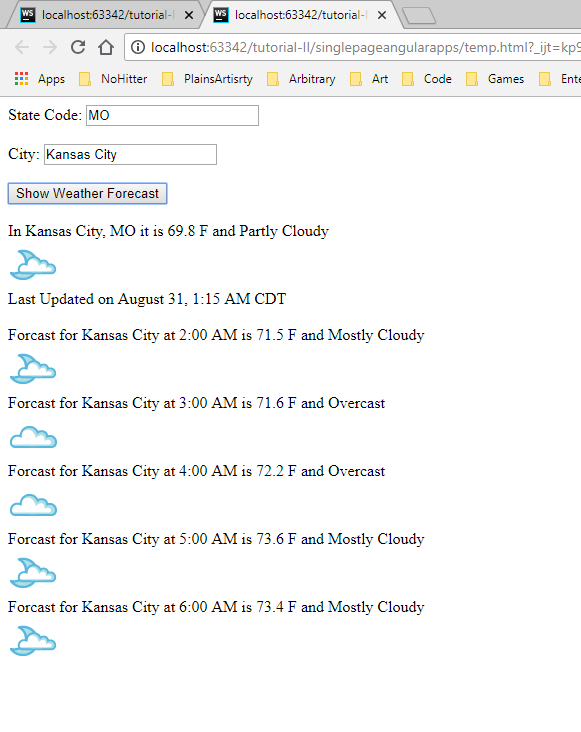 WS localhost:63342/tutorial-I
WS localhost:63342/tutorial-I
localhost:63342/tutorial-II/singlepageangularapps/temp.html?_ijt=kp9
Apps NoHitter PlainsArtisrty Arbitrary Art Code Games Ente
State Code: MO
City: Kansas City
Show Weather Forecast
In Kansas City, MO it is 69.8 F and Partly Cloudy
Last Updated on August 31, 1:15 AM CDT
Forcast for Kansas City at 2:00 AM is 71.5 F and Mostly Cloudy
Forcast for Kansas City at 3:00 AM is 71.6 F and Overcast
Forcast for Kansas City at 4:00 AM is 72.2 F and Overcast
Forcast for Kansas City at 5:00 AM is 73.6 F and Mostly Cloudy
Forcast for Kansas City at 6:00 AM is 73.4 F and Mostly Cloudy